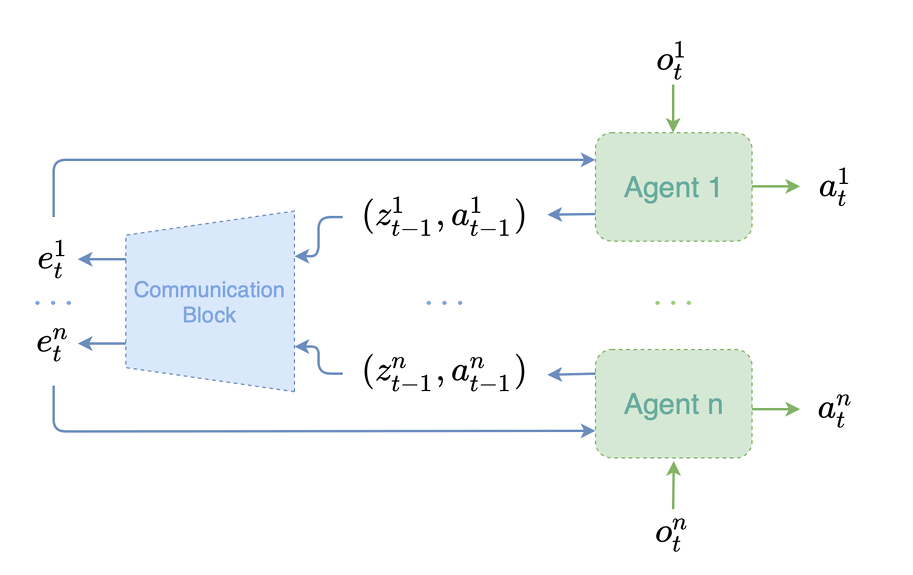 o_t^1
Agent 1
a_t^1
(z_{t-1}^1, a_{t-1}^1)
e_t^1
Communication
Block
. . .
. . .
. . .
e_t^n
(z_{t-1}^n, a_{t-1}^n)
Agent n
a_t^n
o_t^n